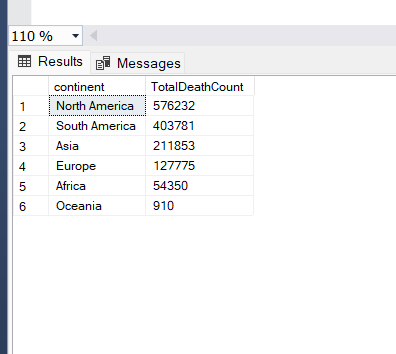 110 %
Results Messages
continent TotalDeathCount
1 North America 576232
2 South America 403781
3 Asia 211853
4 Europe 127775
5 Africa 54350
6 Oceania 910